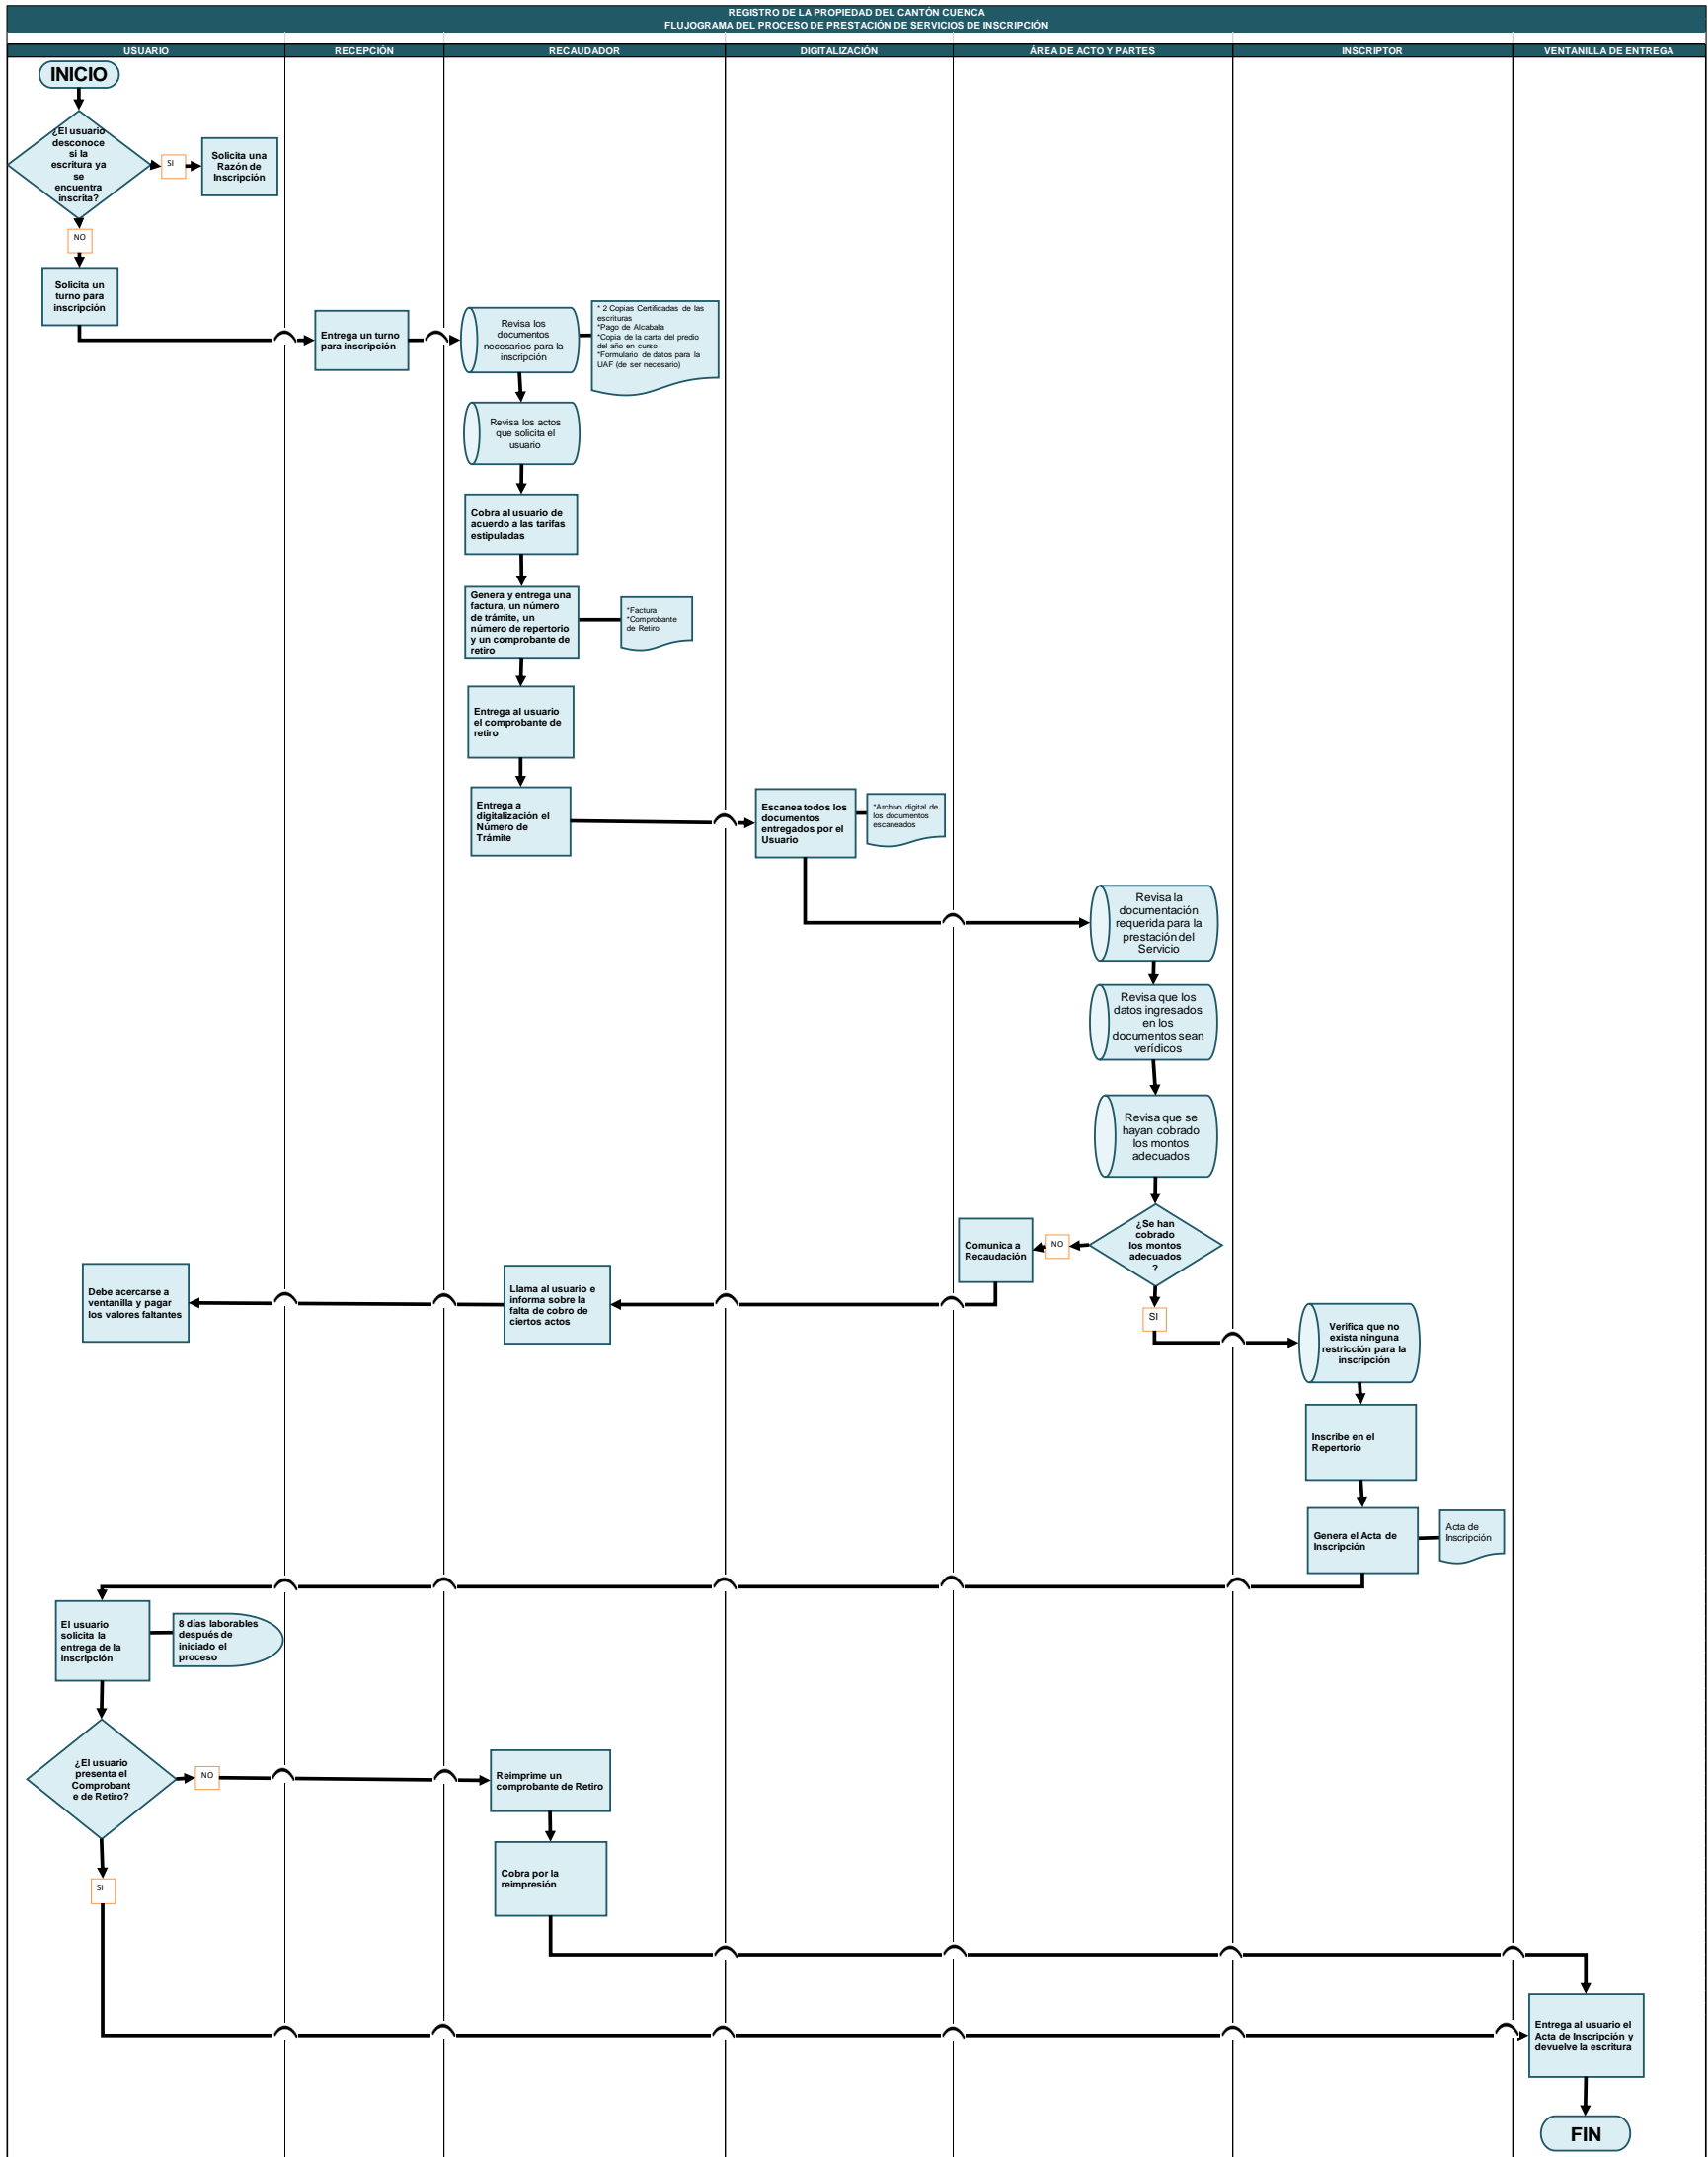 REGISTRO DE LA PROPIEDAD DEL CANTÓN CUENCA
FLUJOGRAMA DEL PROCESO DE PRESTACIÓN DE SERVICIOS DE INSCRIPCIÓN
USUARIO
RECEPCIÓN
RECAUDADOR
DIGITALIZACIÓN
ÁREA DE ACTO Y PARTES
INSCRIPTOR
VENTANILLA DE ENTREGA
INICIO
¿El usuario
desconoce
si la
escritura ya
se
encuentra
inscrita?
SI
Solicita una
Razón de
Inscripción
NO
Solicita un
turno para
inscripción
Entrega un turno
para inscripción
Revisa los
documentos
necesarios para la
inscripción
* 2 Copias Certificadas de las
escrituras
*Pago de Alcabala
*Copia de la carta del predio
del año en curso
*Formulario de datos para la
UAF (de ser necesario)
Revisa los actos
que solicita el
usuario
Cobra al usuario de
acuerdo a las tarifas
estipuladas
Genera y entrega una
factura, un número
de trámite, un
número de repertorio
y un comprobante de
retiro
*Factura
*Comprobante
de Retiro
Entrega al usuario
el comprobante de
retiro
Entrega a
digitalización el
Número de
Trámite
Escanea todos los
documentos
entregados por el
Usuario
*Archivo digital de
los documentos
escaneados
Revisa la
documentación
requerida para la
prestación del
Servicio
Revisa que los
datos ingresados
en los
documentos sean
verídicos
Revisa que se
hayan cobrado
los montos
adecuados
¿Se han
cobrado
los montos
adecuados
?
NO
Comunica a
Recaudación
Llama al usuario e
informa sobre la
falta de cobro de
ciertos actos
Debe acercarse a
ventanilla y pagar
los valores faltantes
SI
Verifica que no
exista ninguna
restricción para la
inscripción
Inscribe en el
Repertorio
Genera el Acta de
Inscripción
Acta de
Inscripción
El usuario
solicita la
entrega de la
inscripción
8 días laborables
después de
iniciado el
proceso
¿El usuario
presenta el
Comprobant
e de Retiro?
NO
Reimprime un
comprobante de Retiro
Cobra por la
reimpresión
SI
Entrega al usuario el
Acta de Inscripción y
devuelve la escritura
FIN